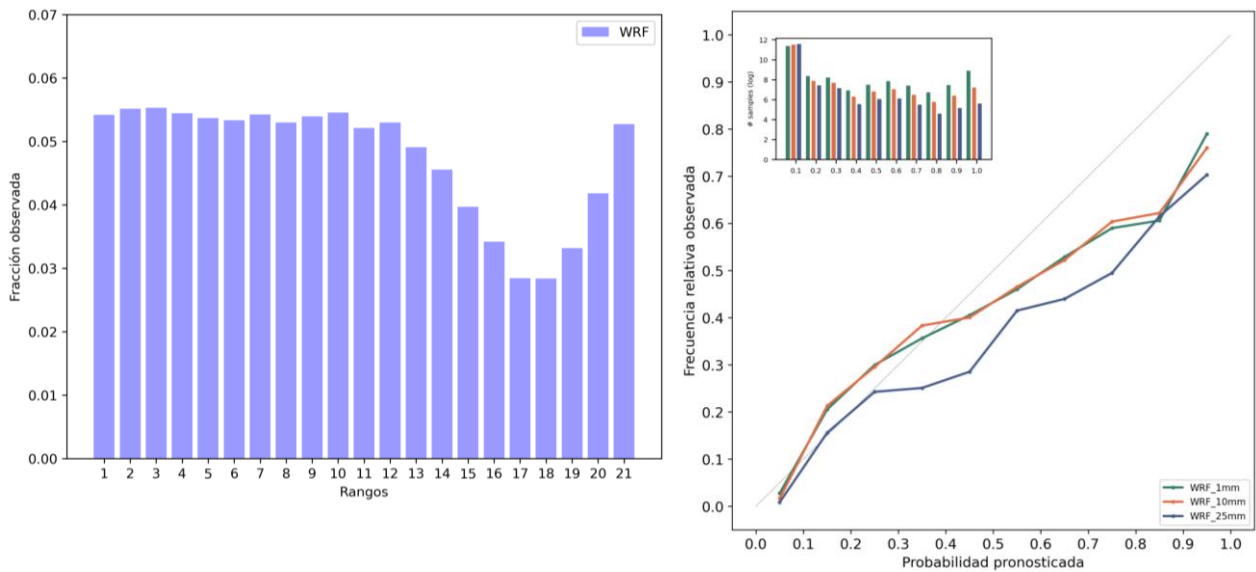 0.07
0.06
0.05
0.04
0.03
0.02
0.01
0.00
Fracción observada
WRF
1 2 3 4 5 6 7 8 9 10 11 12 13 14 15 16 17 18 19 20 21
Rangos
1.0
0.9
0.8
0.7
0.6
0.5
0.4
0.3
0.2
0.1
0.0
Frecuencia relativa observada
12
10
8
6
4
2
0
# samples (log)
0.1 0.2 0.3 0.4 0.5 0.6 0.7 0.8 0.9 1.0
WRF_1mm
WRF_10mm
WRF_25mm
0.0 0.1 0.2 0.3 0.4 0.5 0.6 0.7 0.8 0.9 1.0
Probabilidad pronosticada